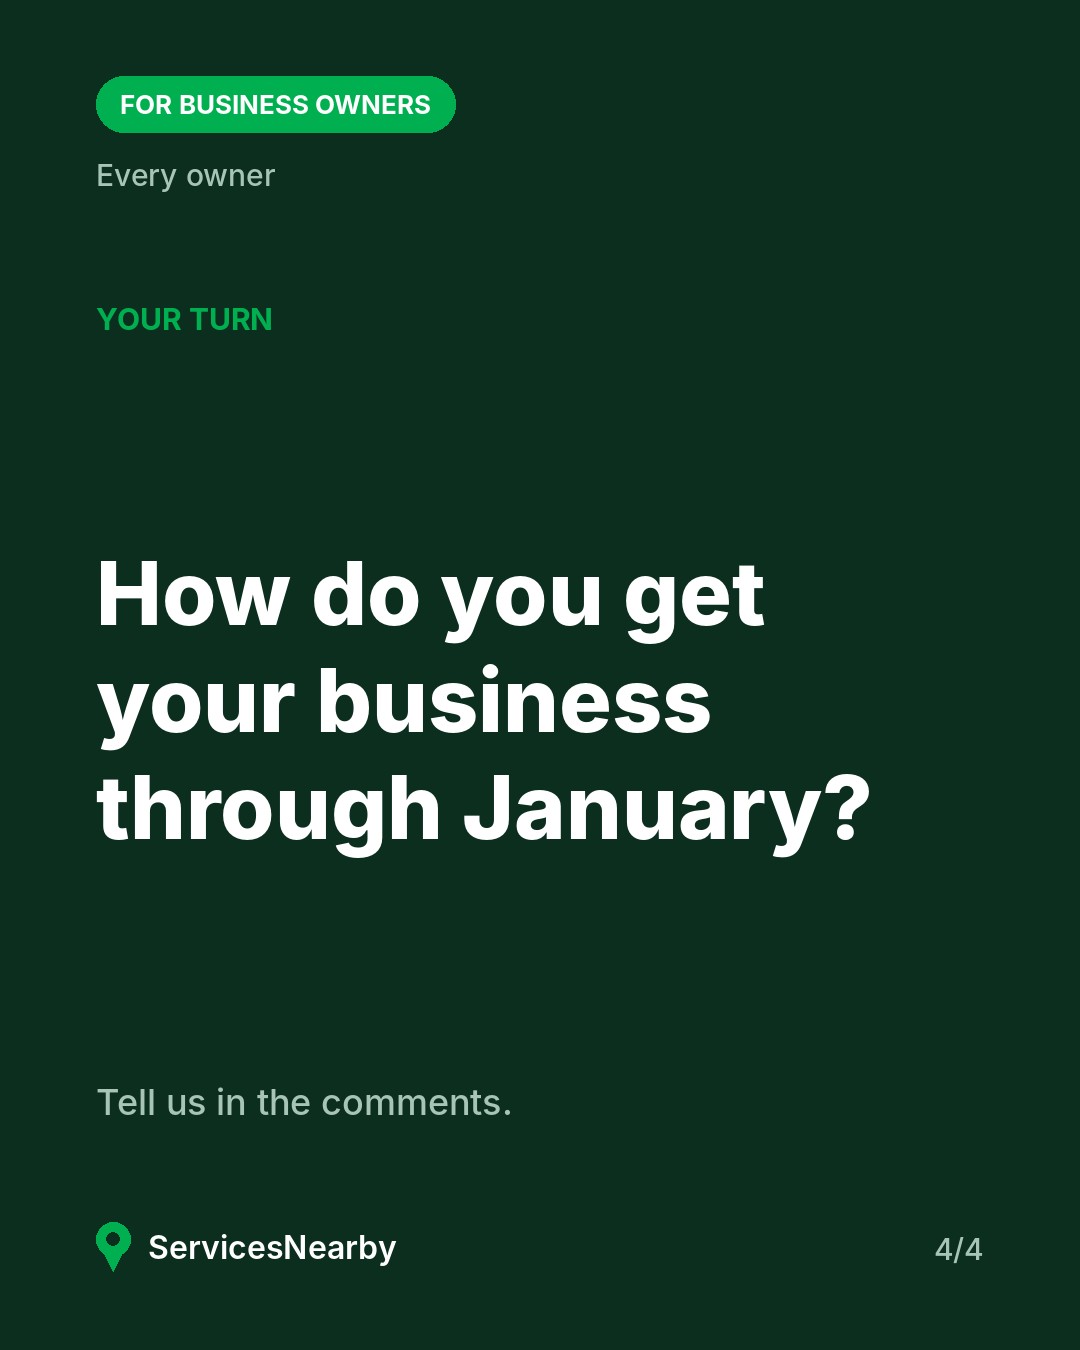 FOR BUSINESS OWNERS
Every owner
YOUR TURN
How do you get
your business
through January?
Tell us in the comments.
ServicesNearby
4/4